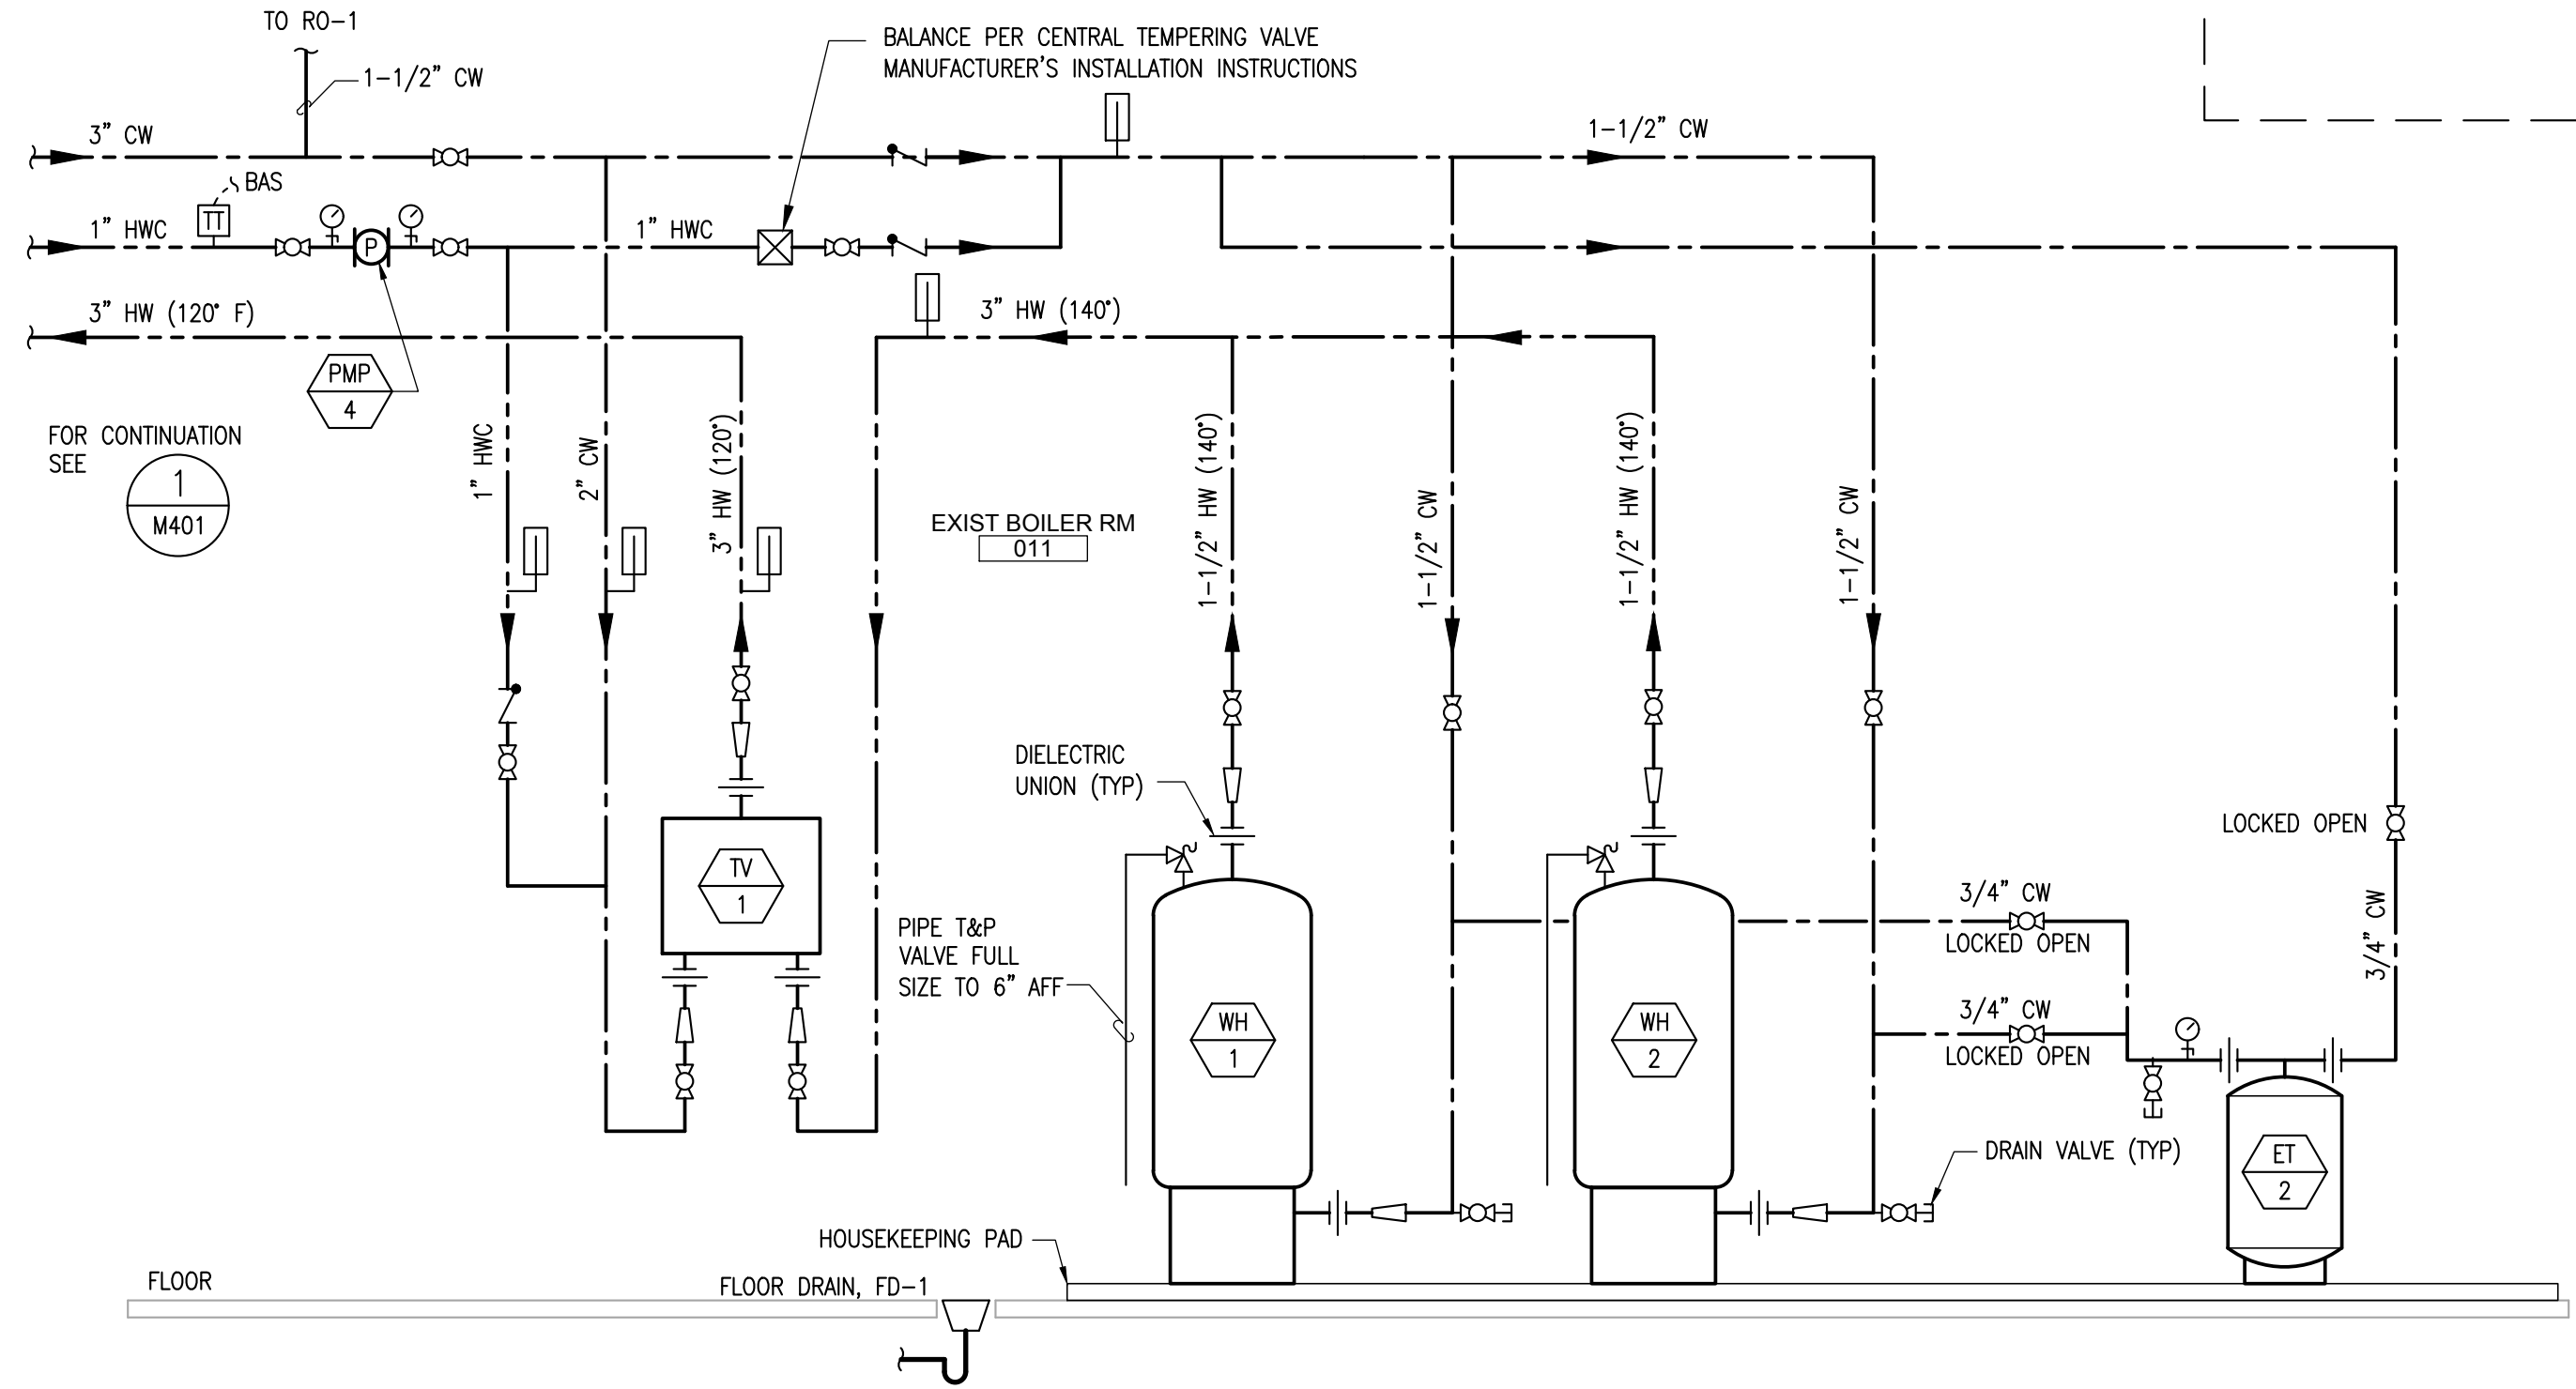 TO RO-1
1-1/2" CW
BALANCE PER CENTRAL TEMPERING VALVE
MANUFACTURER'S INSTALLATION INSTRUCTIONS
3" CW
1-1/2" CW
BAS
TT
1" HWC
P
1" HWC
3" HW (120° F)
3" HW (140°)
PMP
4
FOR CONTINUATION
SEE
1
M401
1" HWC
2" CW
3" HW (120°)
EXIST BOILER RM
011
1-1/2" HW (140°)
1-1/2" CW
1-1/2" HW (140°)
1-1/2" CW
DIELECTRIC
UNION (TYP)
LOCKED OPEN
TV
1
3/4" CW
LOCKED OPEN
3/4" CW
PIPE T&P
VALVE FULL
SIZE TO 6" AFF
WH
1
WH
2
3/4" CW
LOCKED OPEN
DRAIN VALVE (TYP)
ET
2
HOUSEKEEPING PAD
FLOOR
FLOOR DRAIN, FD-1